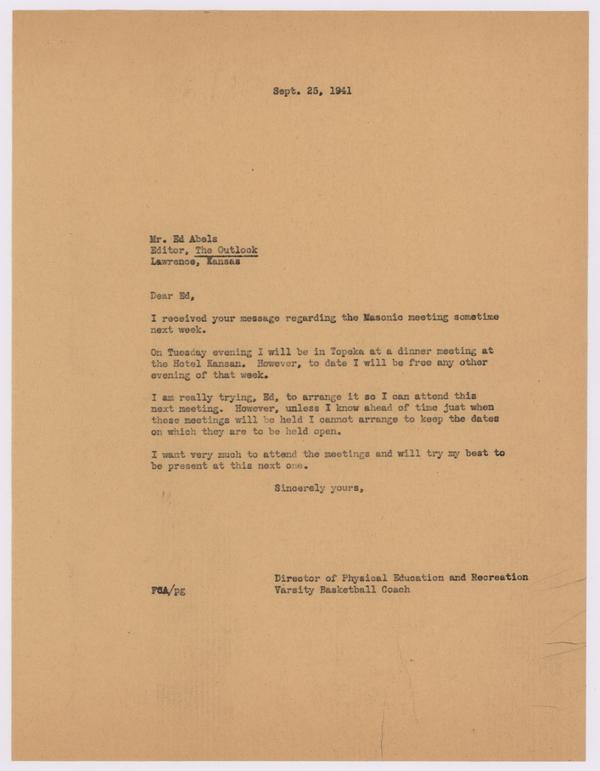 Sept. 25, 1941
Mr. Ed Abels
Editor, The Outlook
Lawrence, Kansas
Dear Ed,
I received your message regarding the Masonic meeting sometime
next week.
On Tuesday evening I will be in Topeka at a dinner meeting at
the Hotel Kansan. However, to date I will be free any other
evening of that week.
I am really trying, Ed, to arrange it so I can attend this
next meeting. However, unless I know ahead of time just when
these meetings will be held I cannot arrange to keep the dates
on which they are to be held open.
I want very much to attend the meetings and will try my best to
be present at this next one.
Sincerely yours,
Director of Physical Education and Recreation
FCA/pg Varsity Basketball Coach